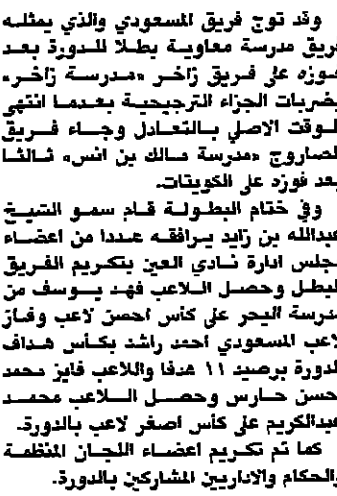 وقد توج فريق المسعودي والذي يمثله
فريق مدرسة معاوية بطلا للدورة بعد
فوزه على فريق زاخر «مدرسة زاخر»
بضربات الجزاء الترجيحية بعدما انتهى
الوقت الاصلي بالتعادل وجاء فريق
الصاروج «مدرسة مالك بن انس» ثالثا
بعد فوزه على الكويتات.
وفي ختام البطولة قام سمو الشيخ
عبدالله بن زايد يرافقه عددا من اعضاء
مجلس ادارة نادي العين بتكريم الفريق
البطل وحصل اللاعب فهد يوسف من
مدرسة البحر على كأس احسن لاعب وفاز
لاعب المسعودي احمد راشد بكأس هداف
الدورة برصيد ١١ هدفا واللاعب فايز محمد
احسن حارس وحصل اللاعب محمد
عبدالكريم على كأس اصغر لاعب بالدورة.
كما تم تكريم اعضاء اللجان المنظمة
والحكام والاداريين المشاركين بالدورة.